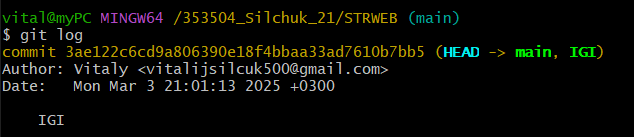 vital@myPC MINGW64 /353504_Silchuk_21/STRWEB (main)
$ git log
commit 3ae122c6cd9a806390e18f4bbaa33ad7610b7bb5 (HEAD -> main, IGI)
Author: Vitaly <vitalijsilcuk500@gmail.com>
Date:   Mon Mar 3 21:01:13 2025 +0300
    IGI